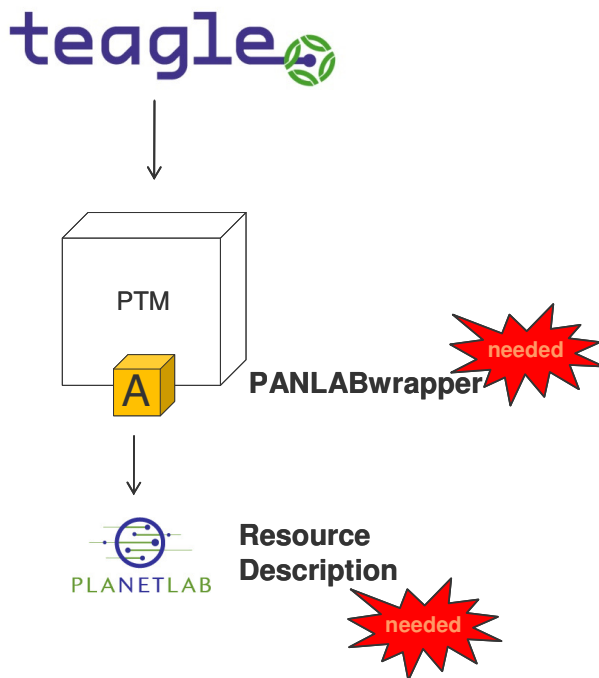 teagle
PTM
needed
A
PANLABwrapper
Resource
Description
PLANETLAB
needed